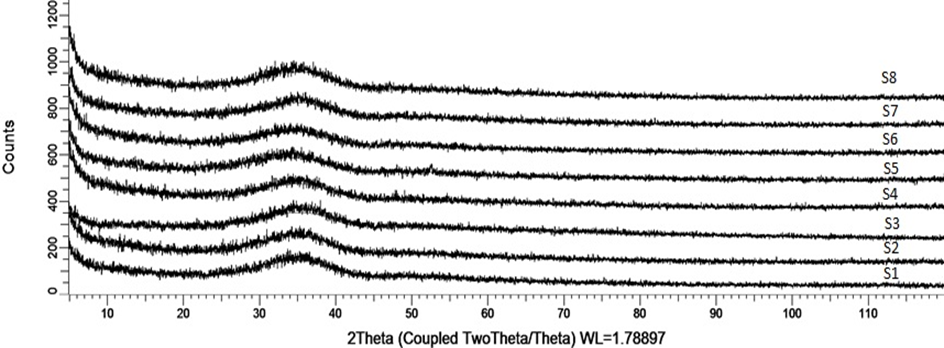 1200
1000
800
600
400
200
0
Counts
S8
S7
S6
S5
S4
S3
S2
S1
10 20 30 40 50 60 70 80 90 100 110
2Theta (Coupled TwoTheta/Theta) WL=1.78897